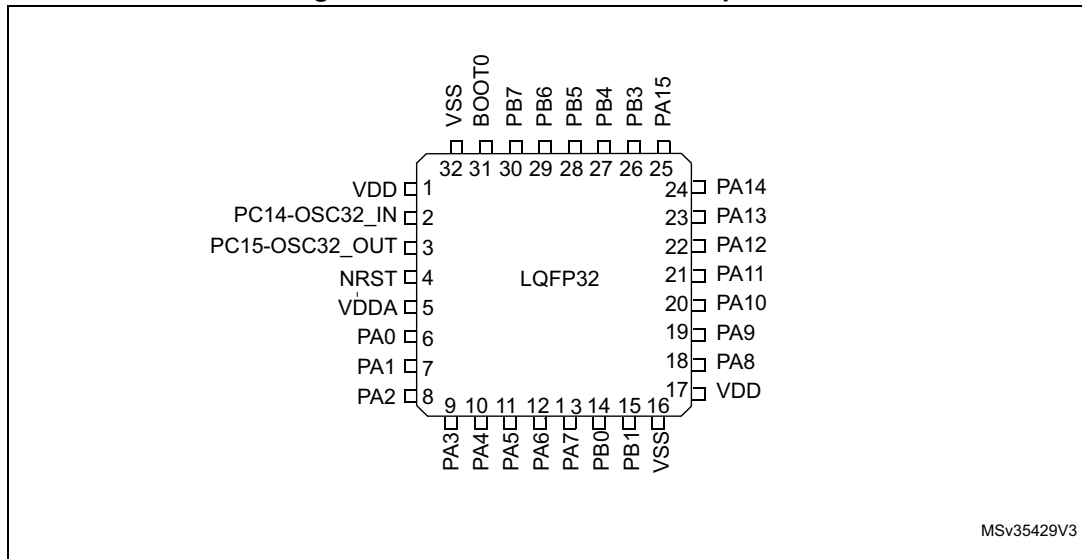 VSS
BOOT0
PB7
PB6
PB5
PB4
PB3
PA15
32 31 30 29 28 27 26 25
VDD 1
PC14-OSC32_IN 2
PC15-OSC32_OUT 3
NRST 4
VDDA 5
PA0 6
PA1 7
PA2 8
LQFP32
24 PA14
23 PA13
22 PA12
21 PA11
20 PA10
19 PA9
18 PA8
17 VDD
9 10 11 12 13 14 15 16
PA3
PA4
PA5
PA6
PA7
PB0
PB1
VSS
MSv35429V3